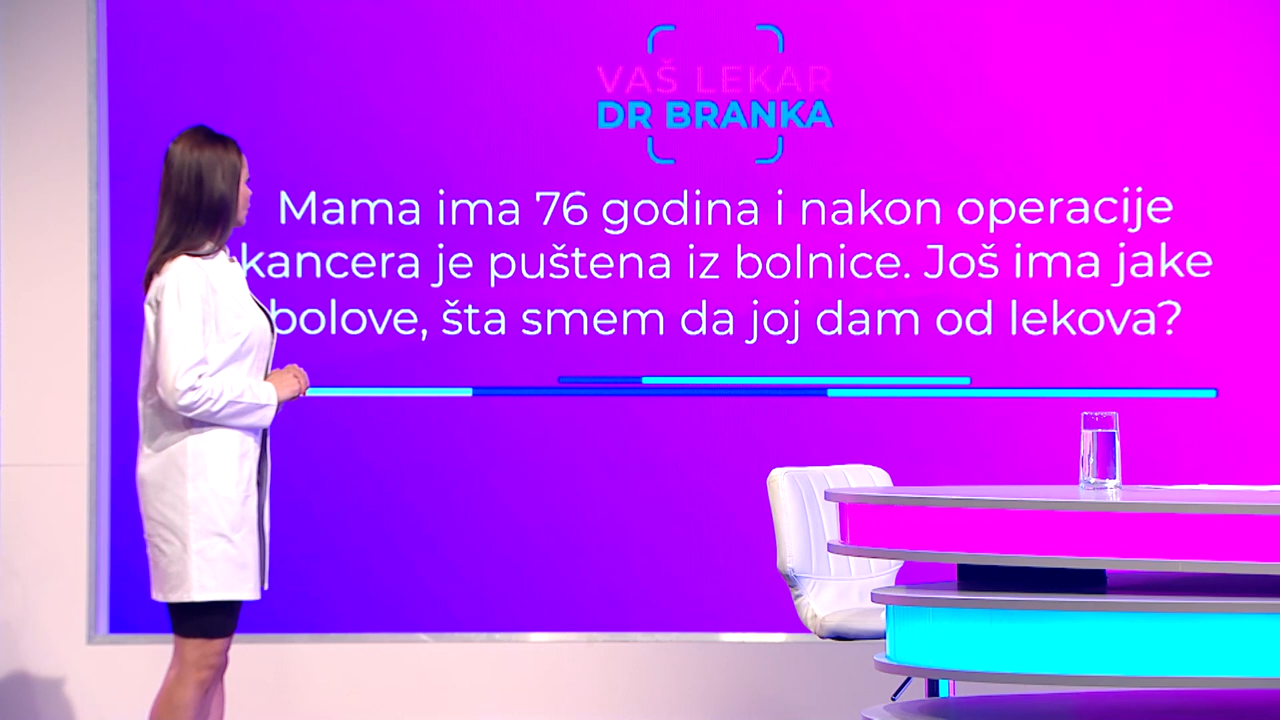 VAŠ LEKAR
DR BRANKA
Mama ima 76 godina i nakon operacije
kancera je puštena iz bolnice. Još ima jake
bolove, šta smem da joj dam od lekova?